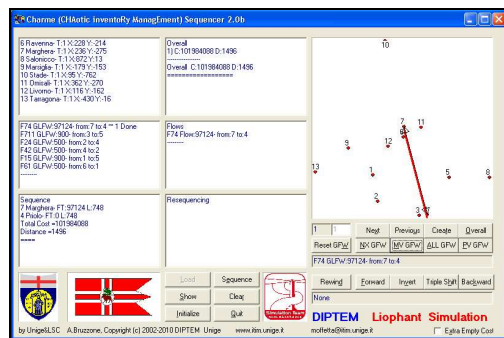 Charme (CHAotic inventoRy ManagEment) Sequencer 2.0b
6 Ravenna- T:1 X:228 Y:-214
7 Marghera- T:1 X:236 Y:-275
8 Salonicco- T:1 X:872 Y:13
9 Marsiglia- T:1 X:-179 Y:-153
10 Stade- T:1 X:95 Y:-762
11 Omisali- T:1 X:362 Y:-270
12 Livorno- T:1 X:116 Y:-162
13 Tarragona- T:1 X:-430 Y:-16
Overall
1) C:101984088 D:1496
Overall C:101984088 D:1496
==================
F74 GLFW:97124- from:7 to:4 ** 1 Done
F711 GLFW:900- from:3 to:5
F24 GLFW:500- from:2 to:4
F42 GLFW:500- from:4 to:2
F15 GLFW:900- from:1 to:5
F61 GLFW:500- from:6 to:1
--------
Flows
F74 Flow:97124- from:7 to:4
--------
Sequence
7 Marghera- FT:97124 L:748
4 Priolo- FT:0 L:748
Total Cost =101984088
Distance =1496
====
Resequencing
10
7
11
6
12
9
13
1
5
8
2
3
1 1 Next Previous Create Overall
Reset GFW NX GFW MV GFW ALL GFW PV GFW
F74 GLFW:97124- from:7 to:4
Rewind Forward Invert Triple Shift Backward
None
Load Sequence
Show Clear
Initialize Quit
Simulation Team
DIPTEM Liophant Simulation
by Unige&LSC A.Bruzzone, Copyright (c) 2002-2010 DIPTEM Unige www.itim.unige.it moffetta@itim.unige.it Extra Empty Cost